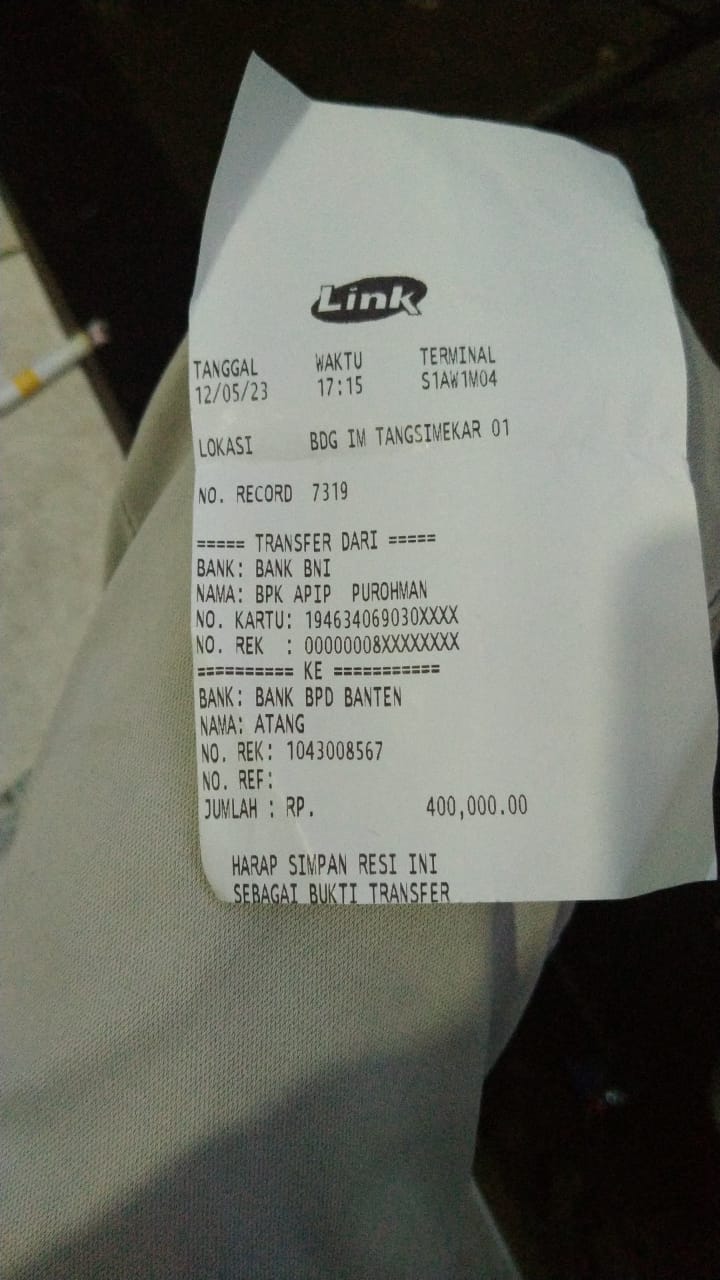 Link
TANGGAL WAKTU TERMINAL
12/05/23 17:15 S1AW1M04
LOKASI BDG IM TANGSIMEKAR 01
NO. RECORD 7319
===== TRANSFER DARI =====
BANK: BANK BNI
NAMA: BPK APIP PUROHMAN
NO. KARTU: 194634069030XXXX
NO. REK : 00000008XXXXXXXX
========== KE ===========
BANK: BANK BPD BANTEN
NAMA: ATANG
NO. REK: 1043008567
NO. REF:
JUMLAH : RP. 400,000.00
HARAP SIMPAN RESI INI
SEBAGAI BUKTI TRANSFER